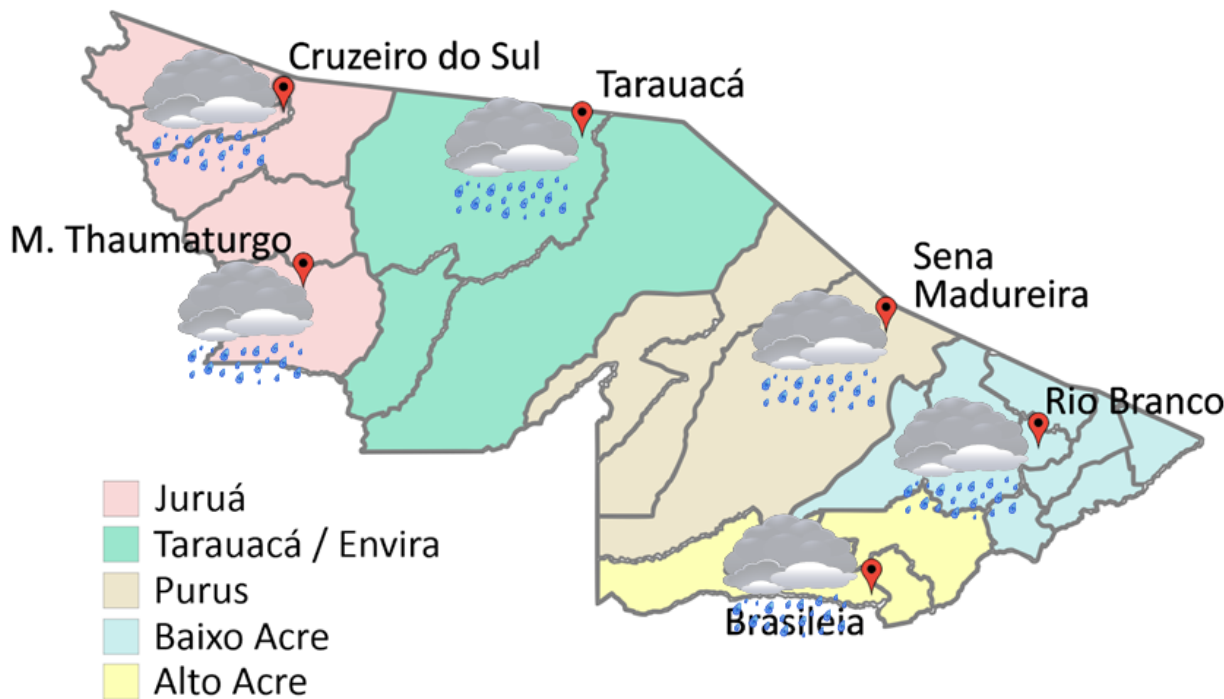 Cruzeiro do Sul
Tarauacá
M. Thaumaturgo
Sena
Madureira
Rio Branco
Brasileia
Juruá
Tarauacá / Envira
Purus
Baixo Acre
Alto Acre